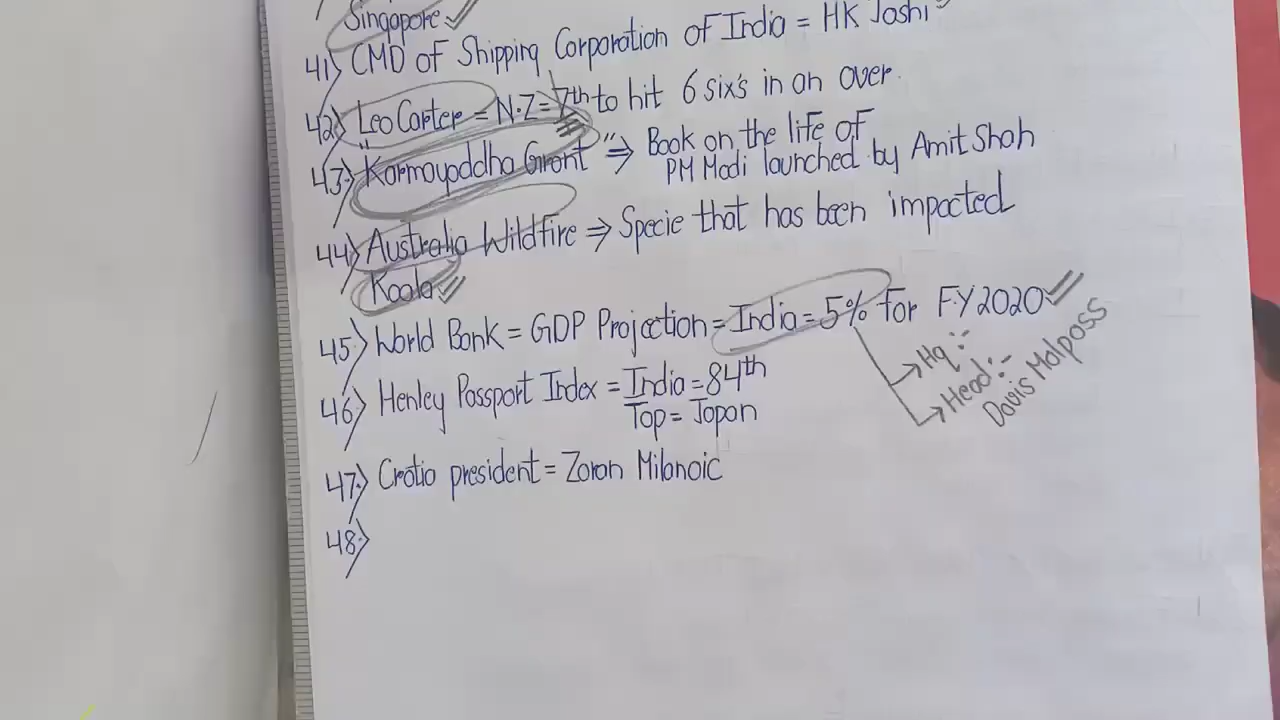 Singapore
41) CMD of Shipping Corporation of India = HK Joshi
42) Leo Carter = N.Z = 7th to hit 6 six's in an over.
43) "Karmayoddha Grant" ⇒ Book on the life of
PM Modi launched by Amit Shah
44) Australia Wildfire ⇒ Specie that has been impacted
Koala
45) World Bank = GDP Projection = India = 5% for F.Y 2020
→ Hq :-
→ Head :-
Davis Malposs
46) Henley Passport Index = India = 84th
Top = Japan
47) Crotia president = Zoran Milanoic
48)